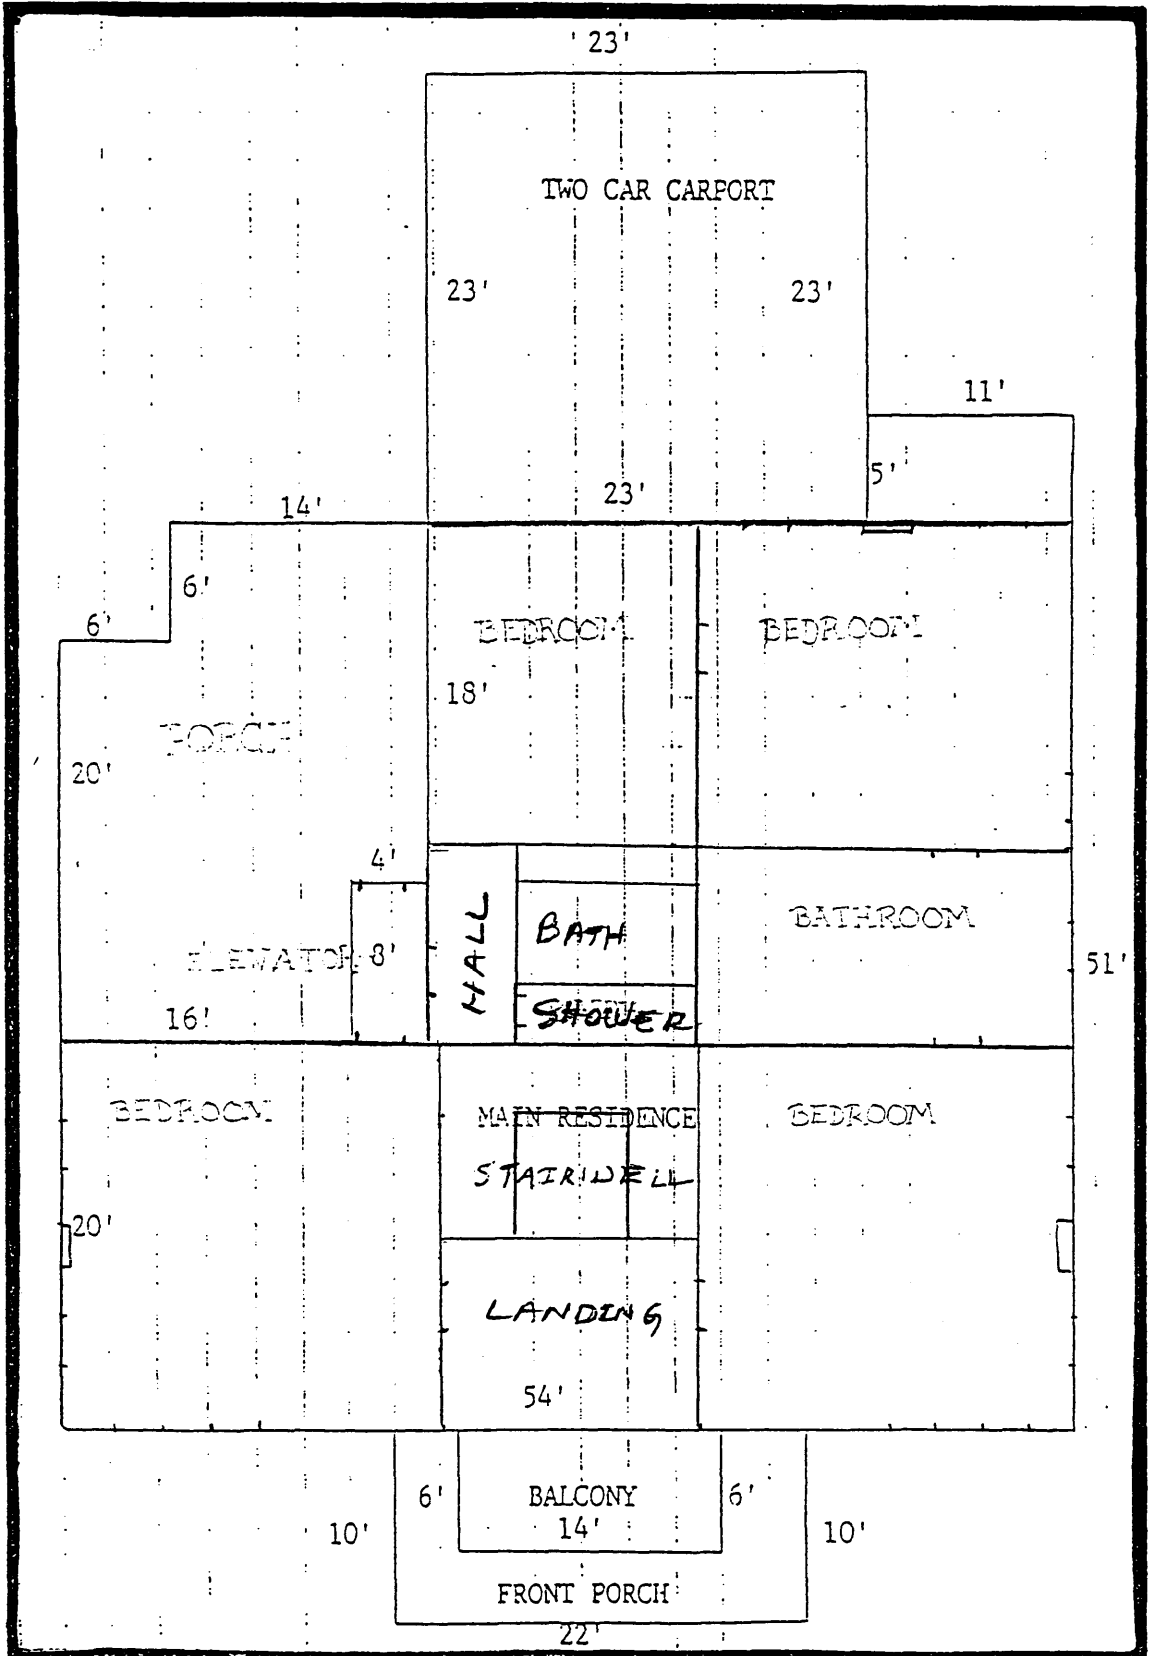 ' 23'
TWO CAR CARPORT
23' 23'
11'
5'
23'
14'
6'
6'
BEDROOM BEDROOM
18'
PORCH
20'
4'
HALL
BATH
BATHROOM
ELEVATOR 8'
51'
16'
SHOWER
BEDROOM
MAIN RESIDENCE
BEDROOM
STAIRWELL
20'
LANDING
54'
6' BALCONY 6'
10' 14' 10'
FRONT PORCH
22'